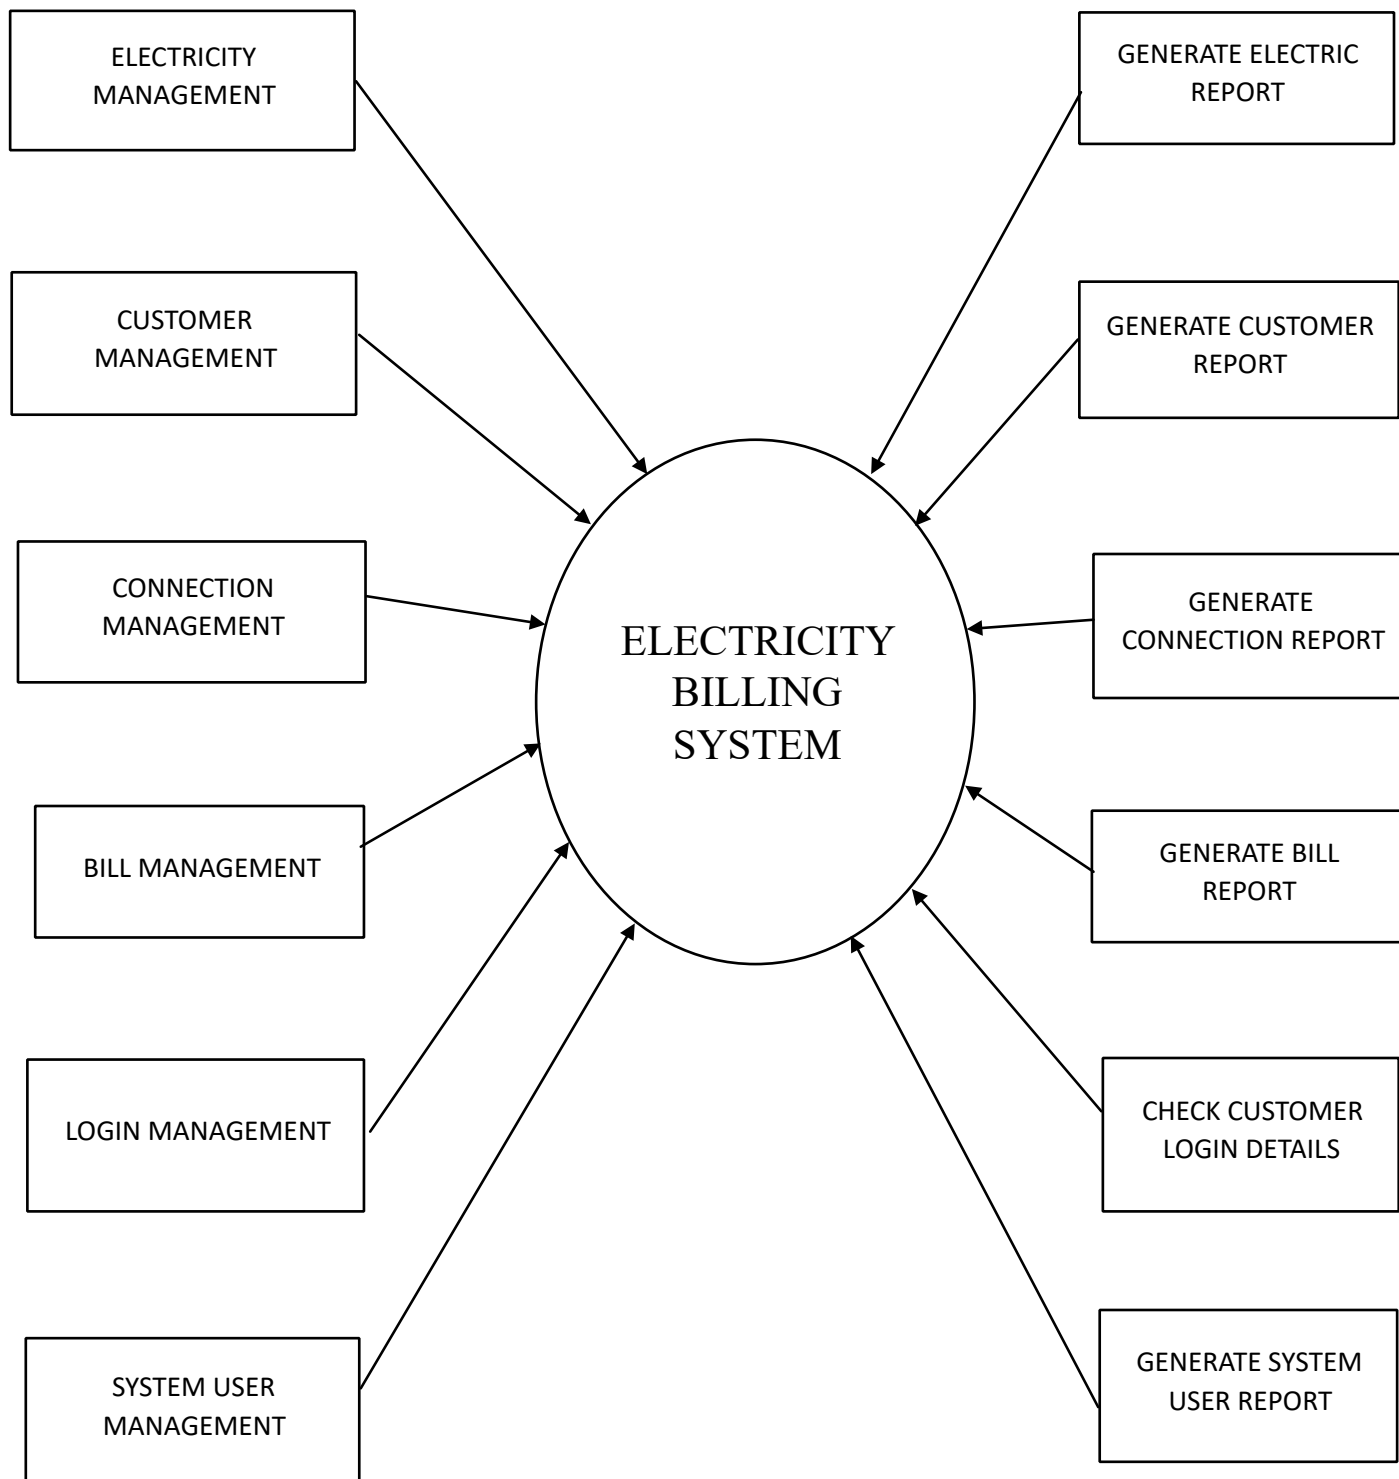 ELECTRICITY
MANAGEMENT
GENERATE ELECTRIC
REPORT
CUSTOMER
MANAGEMENT
GENERATE CUSTOMER
REPORT
CONNECTION
MANAGEMENT
GENERATE
CONNECTION REPORT
ELECTRICITY
BILLING
SYSTEM
BILL MANAGEMENT
GENERATE BILL
REPORT
LOGIN MANAGEMENT
CHECK CUSTOMER
LOGIN DETAILS
SYSTEM USER
MANAGEMENT
GENERATE SYSTEM
USER REPORT